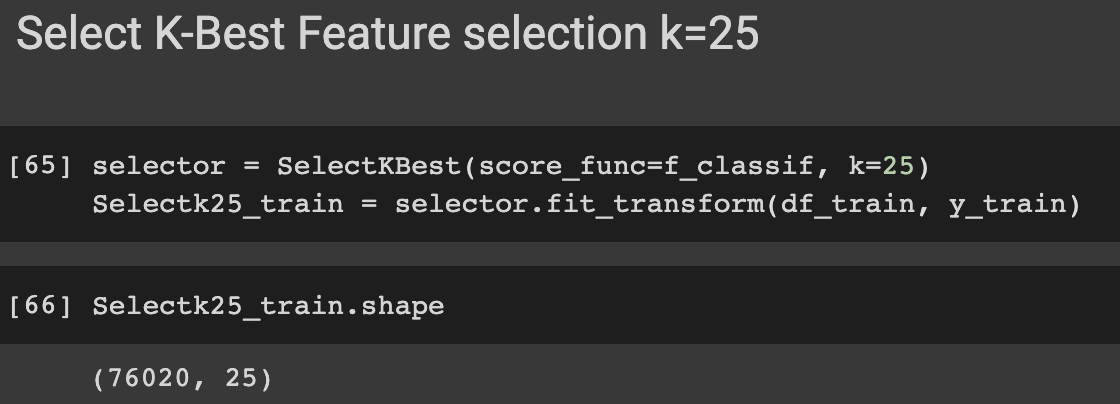 Select K-Best Feature selection k=25
[65] selector = SelectKBest(score_func=f_classif, k=25)
Selectk25_train = selector.fit_transform(df_train, y_train)
[66] Selectk25_train.shape
(76020, 25)